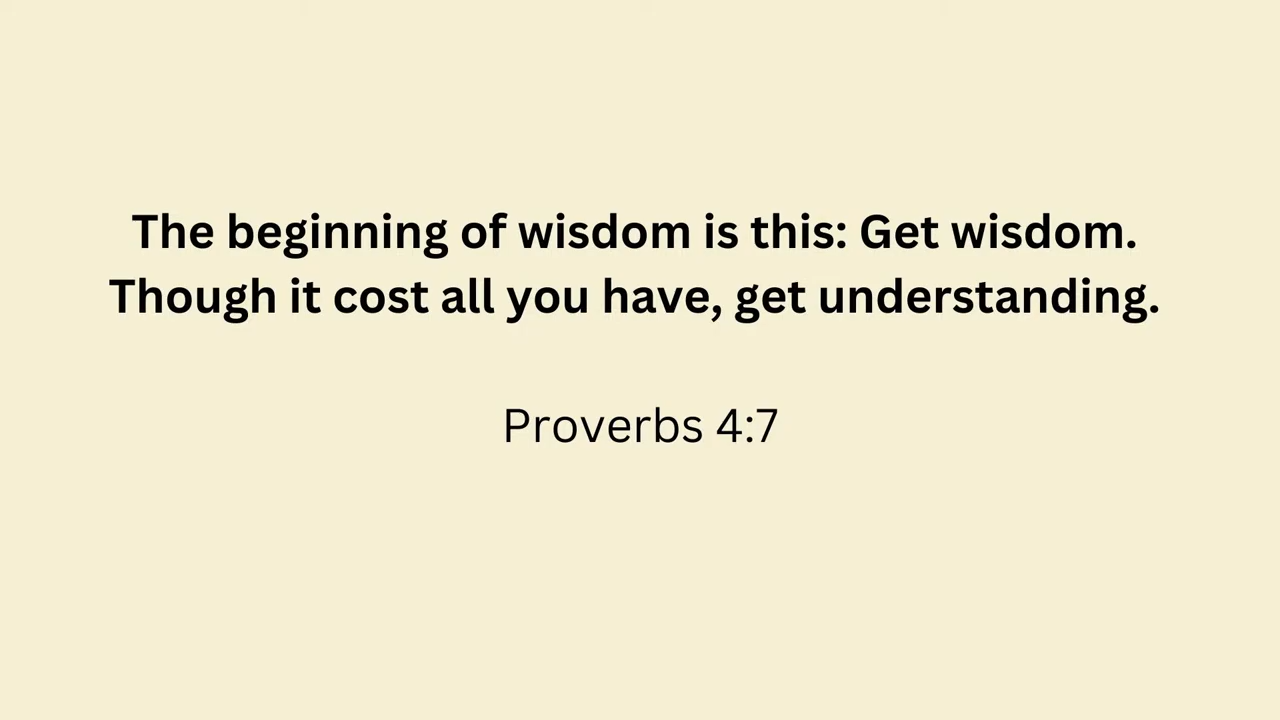 The beginning of wisdom is this: Get wisdom.
Though it cost all you have, get understanding.
Proverbs 4:7